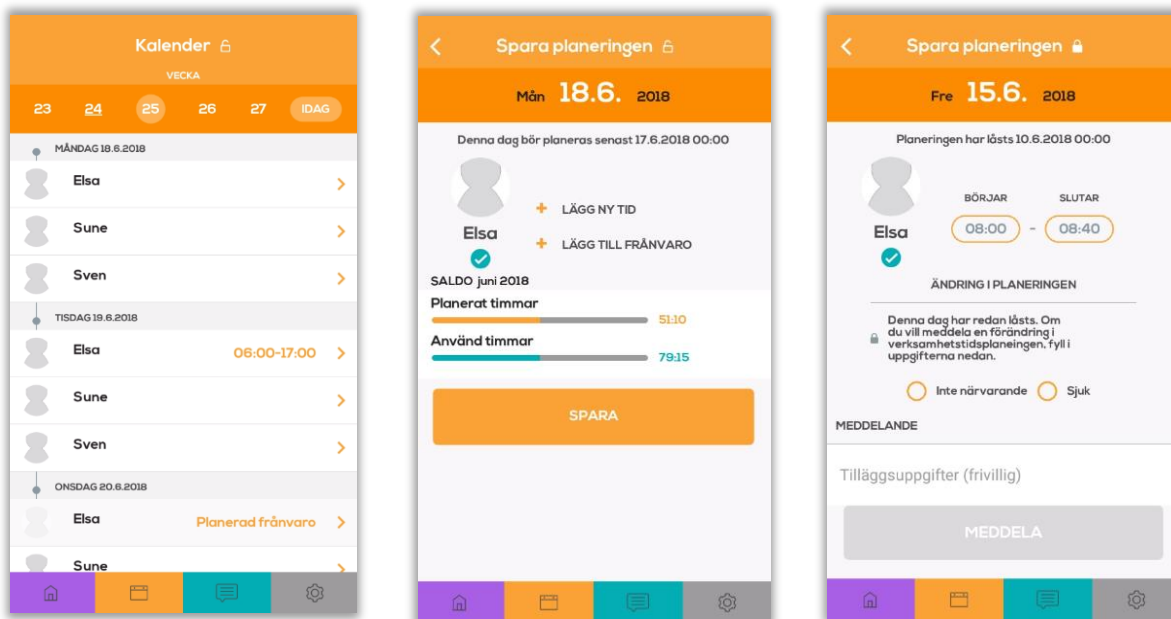 Kalender
VECKA
23 24 25 26 27 IDAG
MÅNDAG 18.6.2018
Elsa
Sune
Sven
TISDAG 19.6.2018
Elsa 06:00-17:00
Sune
Sven
ONSDAG 20.6.2018
Elsa Planerad frånvaro
Sune
Spara planeringen
Mån 18.6. 2018
Denna dag bör planeras senast 17.6.2018 00:00
LÄGG NY TID
Elsa
LÄGG TILL FRÅNVARO
SALDO juni 2018
Planerat timmar
51:10
Använd timmar
79:15
SPARA
Spara planeringen
Fre 15.6. 2018
Planeringen har låsts 10.6.2018 00:00
BÖRJAR SLUTAR
Elsa 08:00 - 08:40
ÄNDRING I PLANERINGEN
Denna dag har redan låsts. Om
du vill meddela en förändring i
verksamhetstidsplaneingen, fyll i
uppgifterna nedan.
Inte närvarande Sjuk
MEDDELANDE
Tilläggsuppgifter (frivillig)
MEDDELA